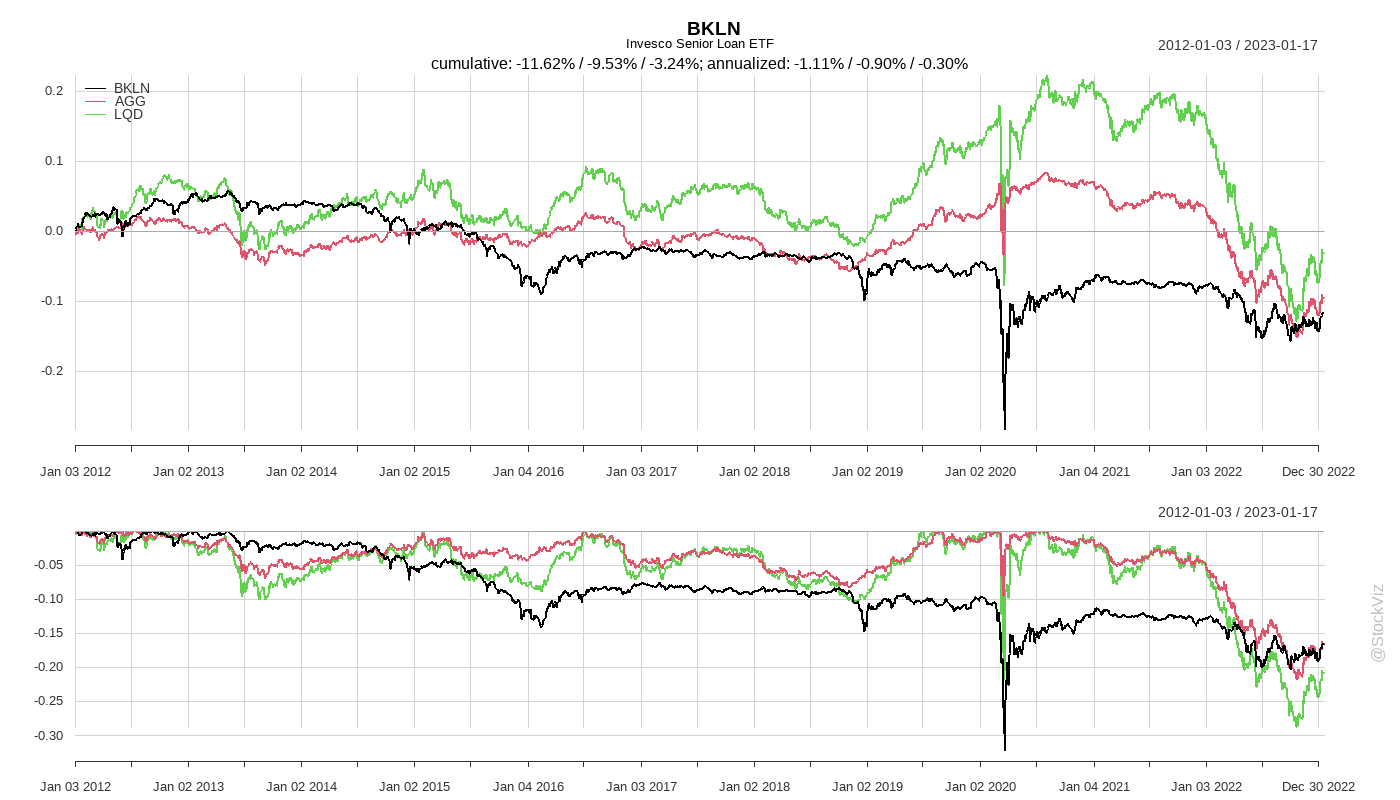 BKLN
Invesco Senior Loan ETF
2012-01-03 / 2023-01-17
cumulative: -11.62% / -9.53% / -3.24%; annualized: -1.11% / -0.90% / -0.30%
BKLN
AGG
LQD
0.2
0.1
0.0
-0.1
-0.2
Jan 03 2012 Jan 02 2013 Jan 02 2014 Jan 02 2015 Jan 04 2016 Jan 03 2017 Jan 02 2018 Jan 02 2019 Jan 02 2020 Jan 04 2021 Jan 03 2022 Dec 30 2022
2012-01-03 / 2023-01-17
-0.05
-0.10
-0.15
-0.20
-0.25
-0.30
Jan 03 2012 Jan 02 2013 Jan 02 2014 Jan 02 2015 Jan 04 2016 Jan 03 2017 Jan 02 2018 Jan 02 2019 Jan 02 2020 Jan 04 2021 Jan 03 2022 Dec 30 2022
@StockViz